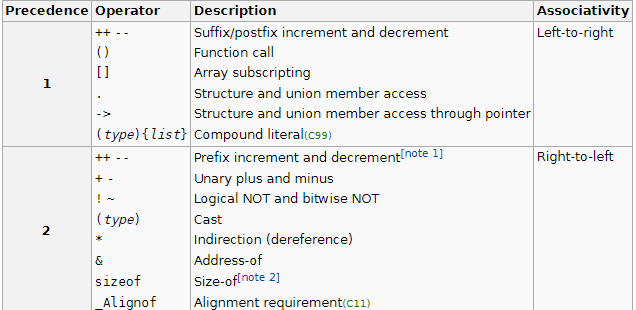 Precedence Operator Description Associativity
1
++ -- Suffix/postfix increment and decrement Left-to-right
() Function call
[] Array subscripting
. Structure and union member access
-> Structure and union member access through pointer
(type){list} Compound literal(C99)
2
++ -- Prefix increment and decrement[note 1] Right-to-left
+ - Unary plus and minus
! ~ Logical NOT and bitwise NOT
(type) Cast
* Indirection (dereference)
& Address-of
sizeof Size-of[note 2]
_Alignof Alignment requirement(C11)